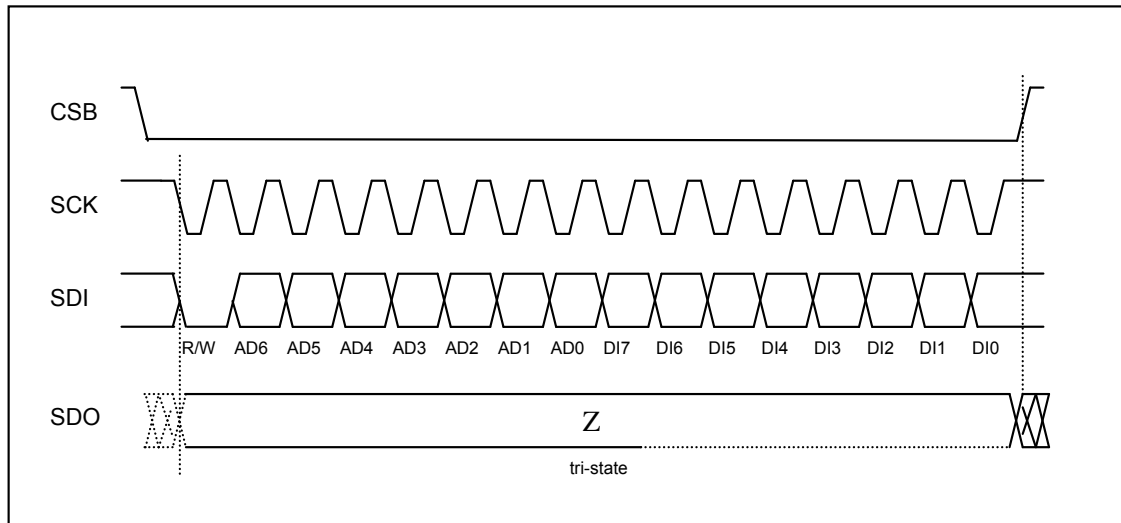 CSB
SCK
SDI
R/W AD6 AD5 AD4 AD3 AD2 AD1 AD0 DI7 DI6 DI5 DI4 DI3 DI2 DI1 DI0
SDO
Z
tri-state